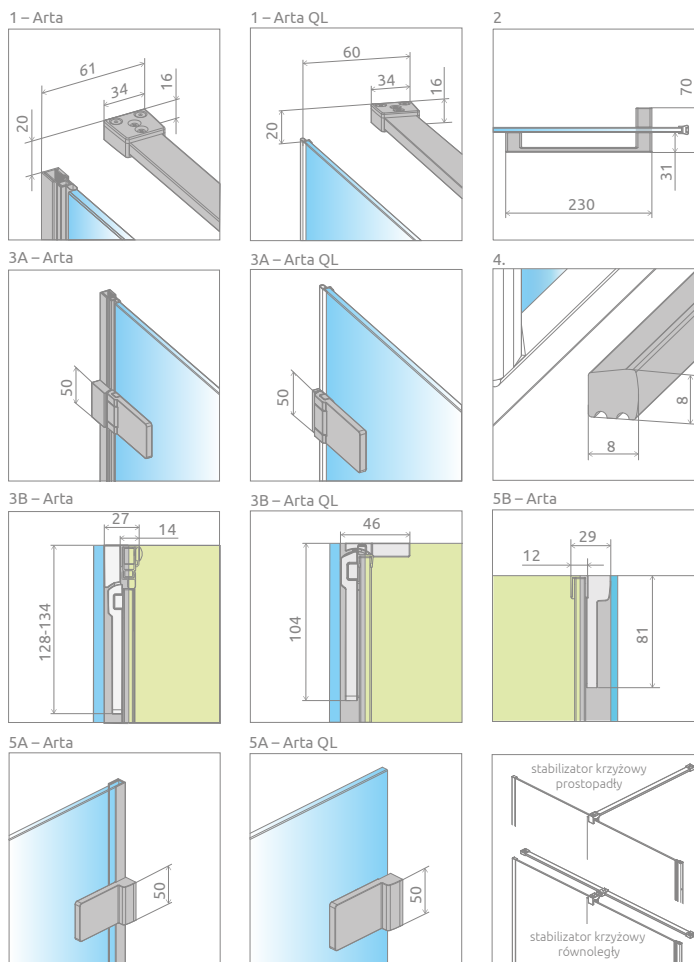 1 – Arta
61
34
16
20
1 – Arta QL
60
34
16
20
2
70
31
230
3A – Arta
50
3A – Arta QL
50
4.
8
8
3B – Arta
27
14
128-134
3B – Arta QL
46
104
5B – Arta
29
12
81
5A – Arta
50
5A – Arta QL
50
stabilizator krzyżowy
prostopadły
stabilizator krzyżowy
równoległy